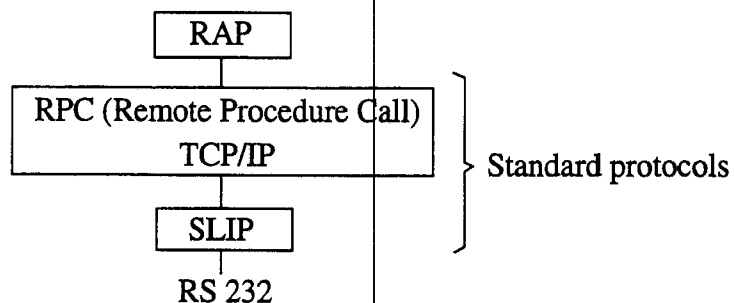 RAP
RPC (Remote Procedure Call)
TCP/IP
Standard protocols
SLIP
RS 232